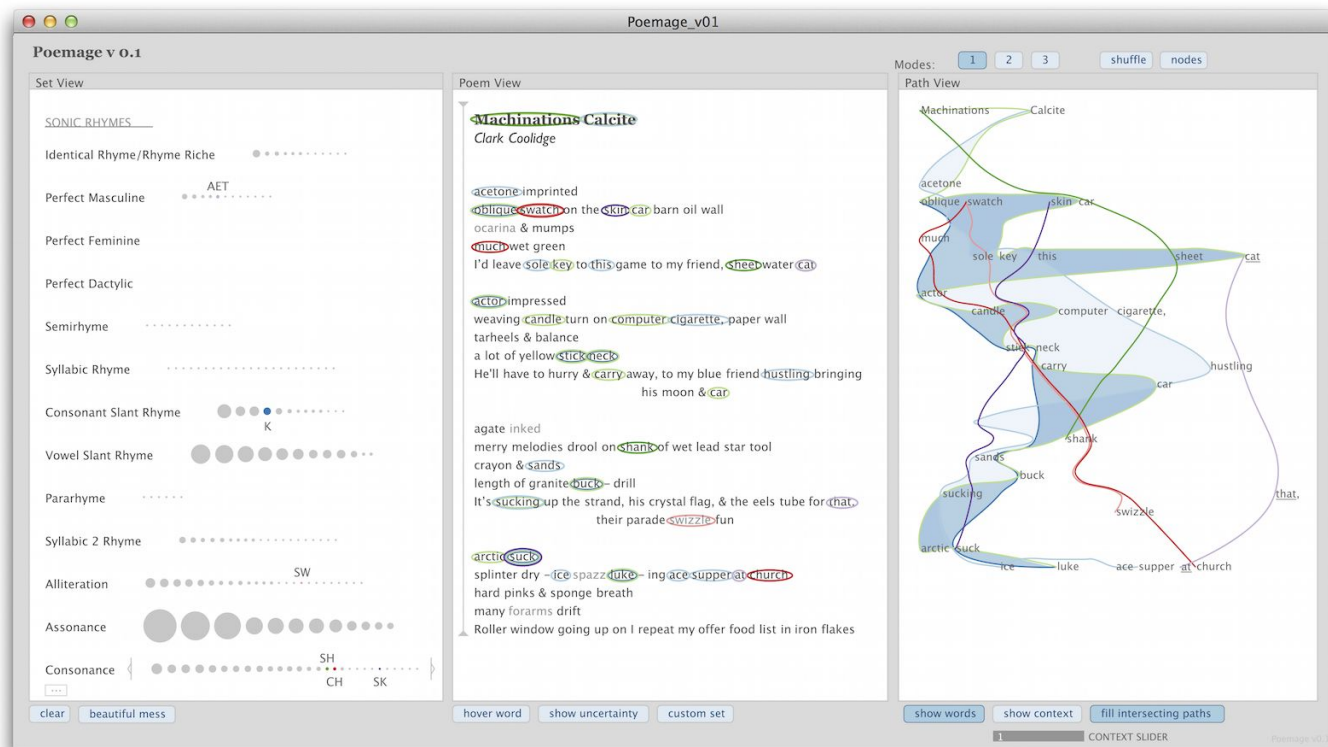 Poemage_v01
Poemage v 0.1
Modes: 1 2 3 shuffle nodes
Set View
SONIC RHYMES
Identical Rhyme/Rhyme Riche
AET
Perfect Masculine
Perfect Feminine
Perfect Dactylic
Semirhyme
Syllabic Rhyme
Consonant Slant Rhyme
K
Vowel Slant Rhyme
Pararhyme
Syllabic 2 Rhyme
SW
Alliteration
Assonance
SH
Consonance
CH SK
...
clear beautiful mess
Poem View
Machinations Calcite
Clark Coolidge
acetone imprinted
oblique swatch on the skin car barn oil wall
ocarina & mumps
much wet green
I'd leave sole key to this game to my friend, sheet water cat
actor impressed
weaving candle turn on computer cigarette, paper wall
tarheels & balance
a lot of yellow stick neck
He'll have to hurry & carry away, to my blue friend hustling bringing
his moon & car
agate inked
merry melodies drool on shank of wet lead star tool
crayon & sands
length of granite buck – drill
It's sucking up the strand, his crystal flag, & the eels tube for that,
their parade swizzle fun
arctic suck
splinter dry – ice spazz luke – ing ace supper at church
hard pinks & sponge breath
many forarms drift
Roller window going up on I repeat my offer food list in iron flakes
hover word show uncertainty custom set
Path View
Machinations Calcite
acetone
oblique swatch skin car
much
sole key this sheet cat
actor
candle computer cigarette,
stick neck
carry hustling
car
shank
sands
buck
sucking that,
swizzle
arctic suck
ice luke ace supper at church
show words show context fill intersecting paths
1 CONTEXT SLIDER